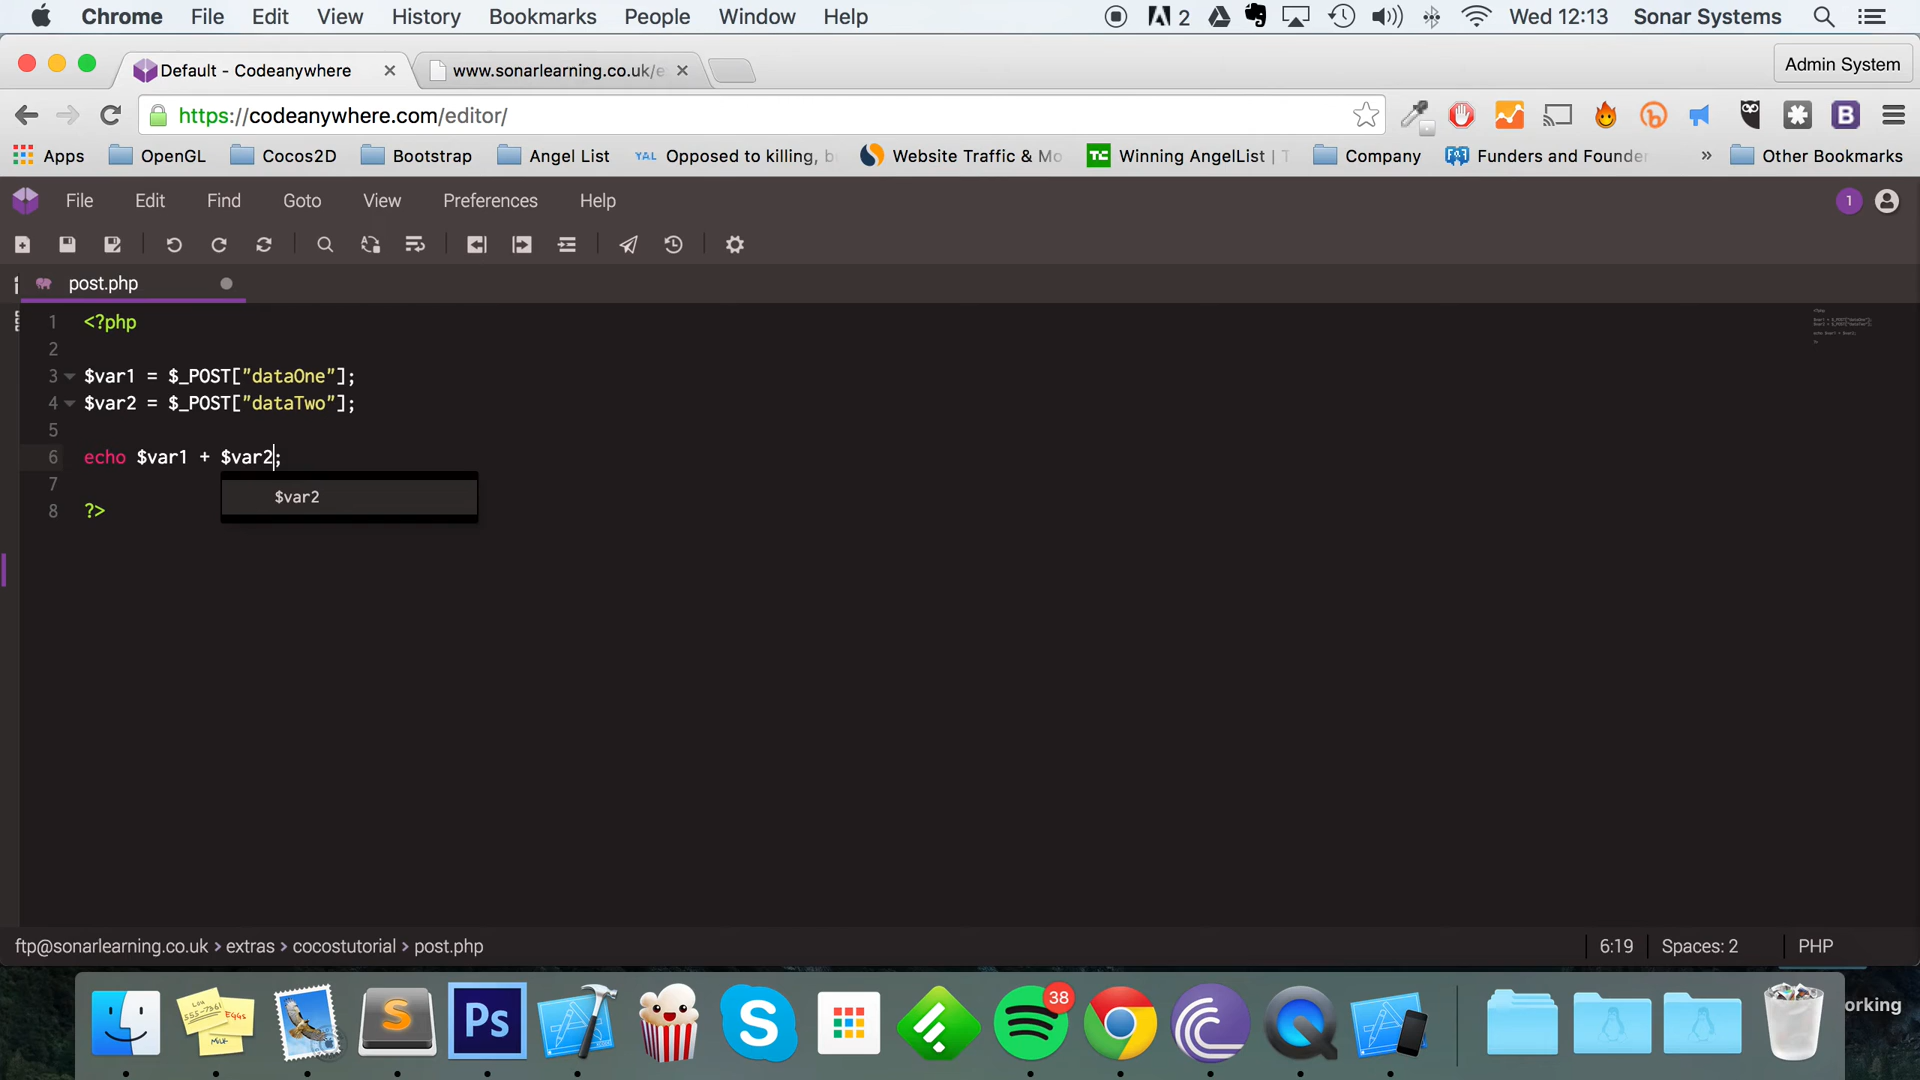 Chrome File Edit View History Bookmarks People Window Help 2 Wed 12:13 Sonar Systems
Default - Codeanywhere www.sonarlearning.co.uk/e Admin System
https://codeanywhere.com/editor/
Apps OpenGL Cocos2D Bootstrap Angel List YAL Opposed to killing, b Website Traffic & Mo TC Winning AngelList | T Company Funders and Founder » Other Bookmarks
File Edit Find Goto View Preferences Help 1
post.php
1 <?php
2
3 $var1 = $_POST["dataOne"];
4 $var2 = $_POST["dataTwo"];
5
6 echo $var1 + $var2;
7
$var2
8 ?>
ftp@sonarlearning.co.uk > extras > cocostutorial > post.php 6:19 Spaces: 2 PHP
38
Ps
S
orking